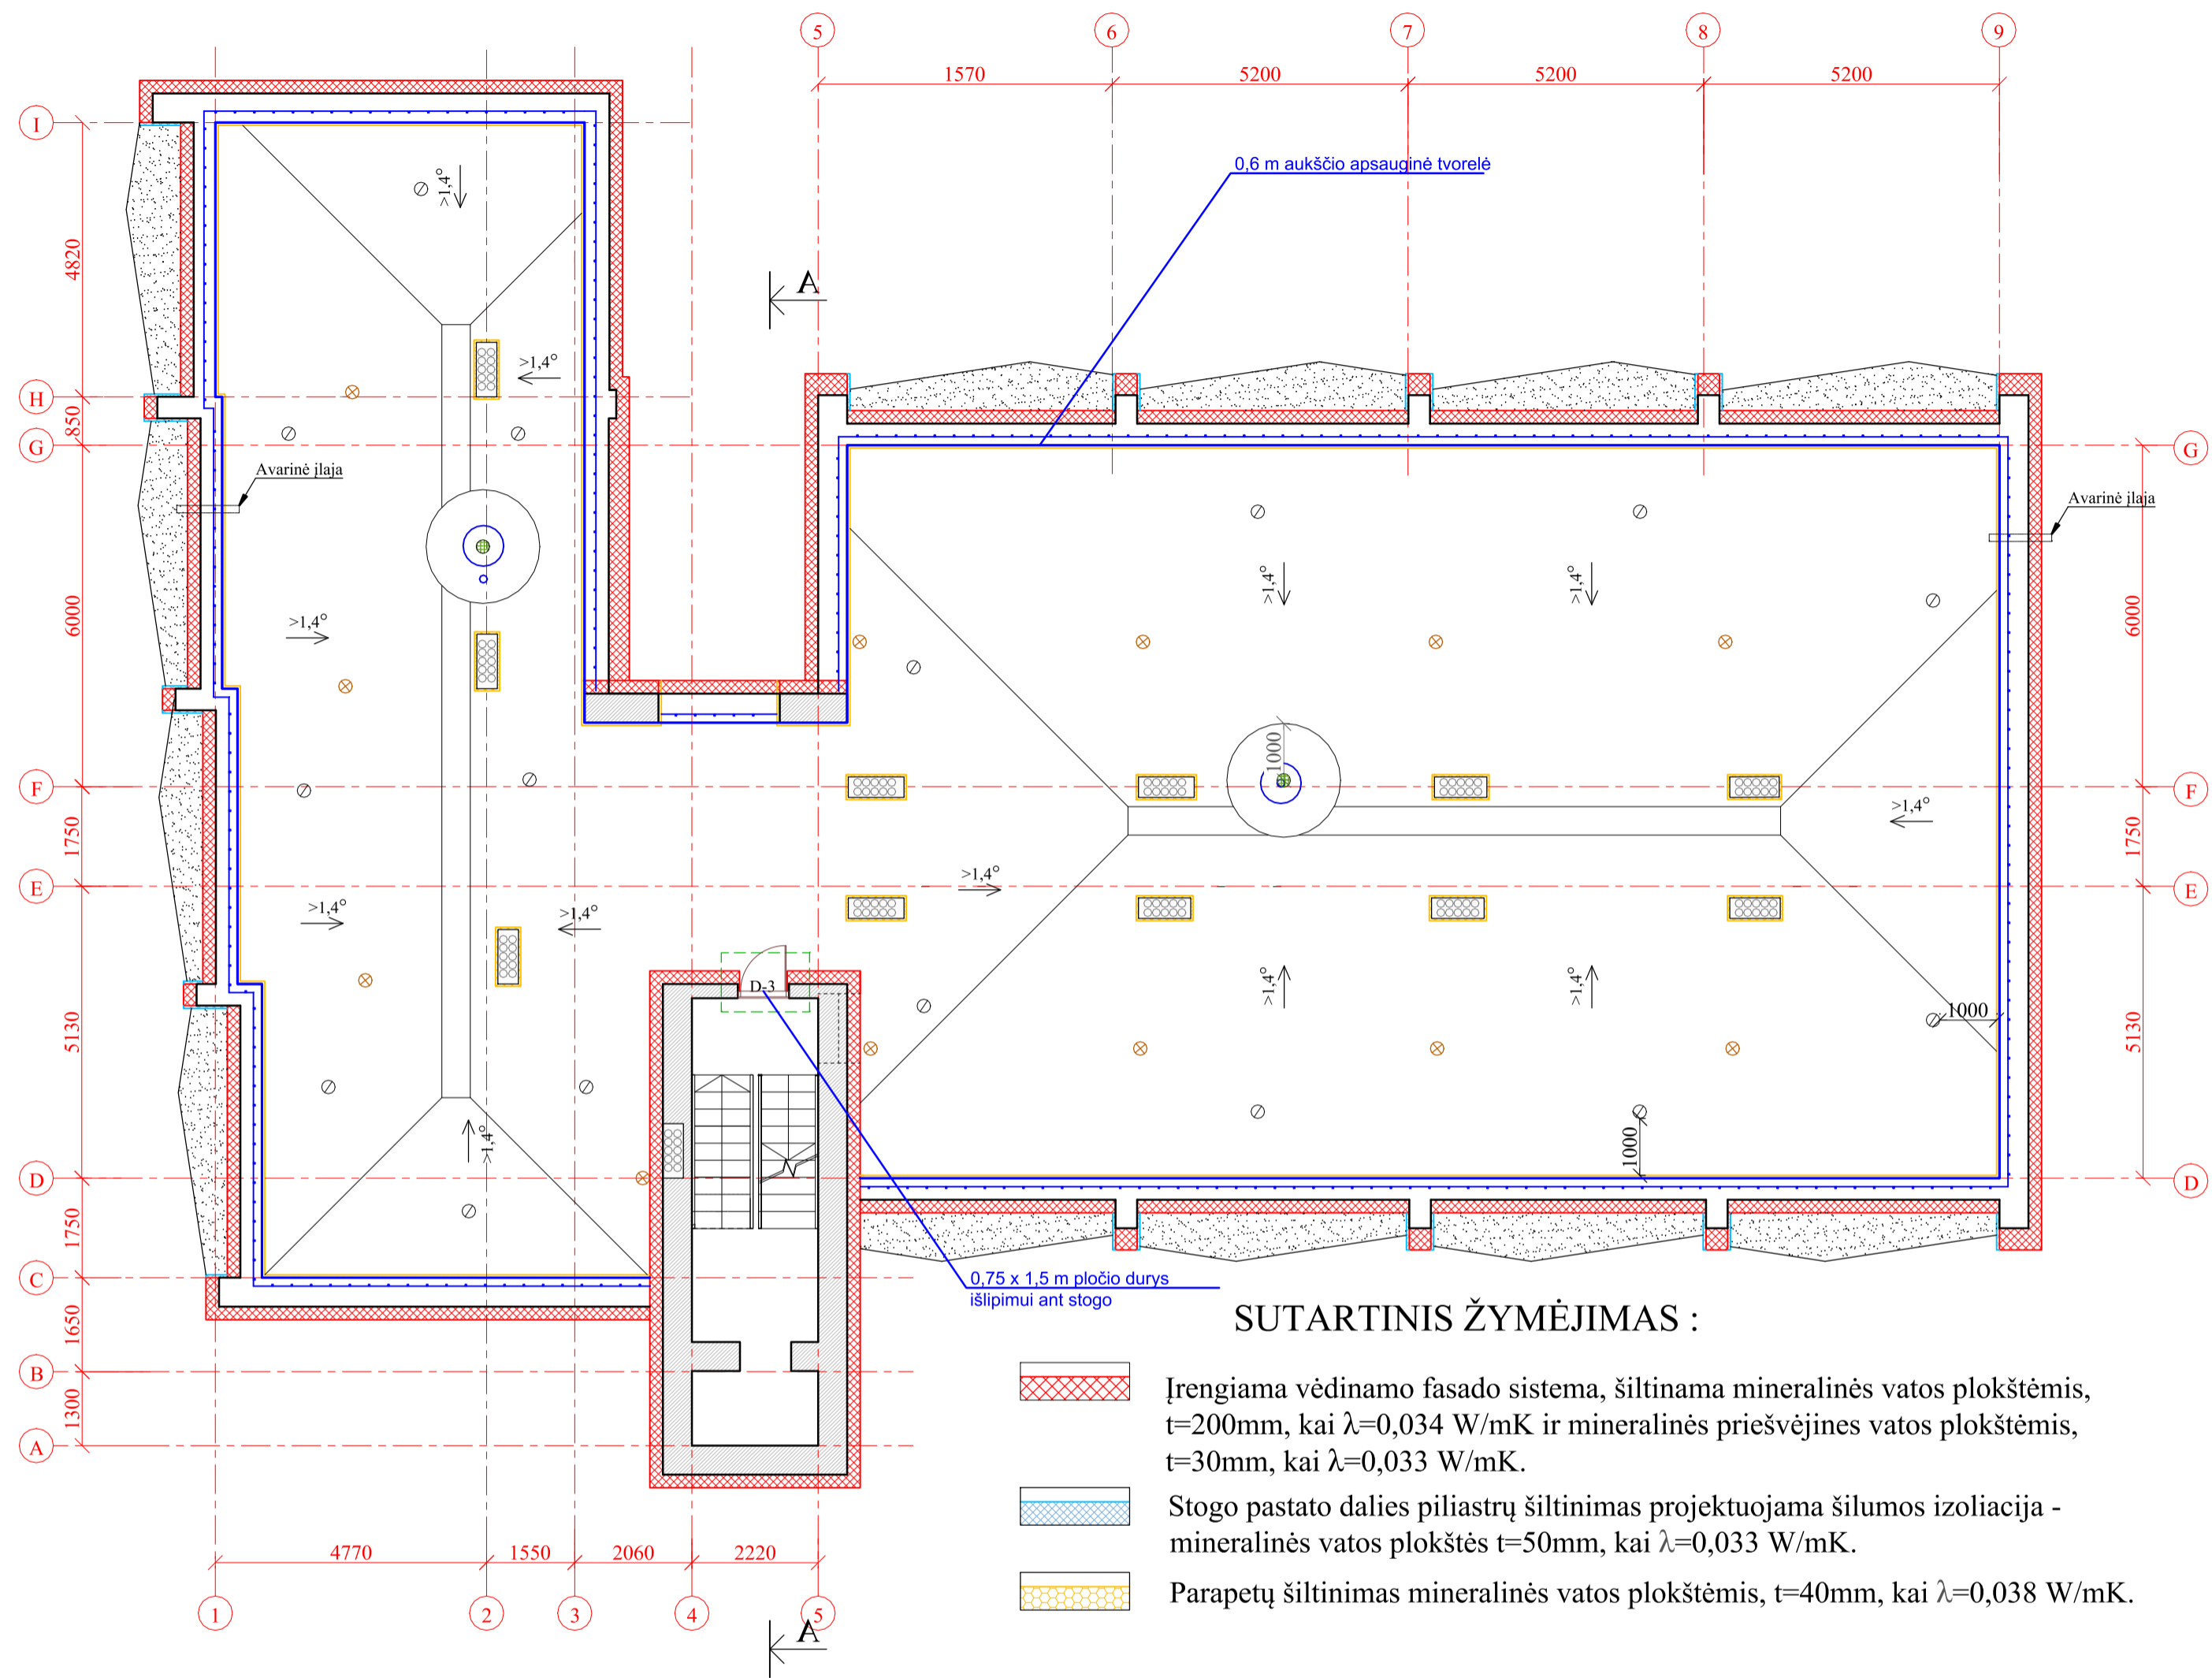 5 6 7 8 9
1570 5200 5200 5200
I
0,6 m aukščio apsauginė tvorelė
>1,4°
4820
A
>1,4°
H
850
G G
Avarinė įlaja
Avarinė įlaja
>1,4° >1,4°
6000 6000
>1,4°
1000
F F
>1,4°
1750 1750
>1,4°
E E
>1,4° >1,4°
>1,4° >1,4°
D-3
1000
5130 5130
>1,4°
1000
D D
1750
0,75 x 1,5 m pločio durys
išlipimui ant stogo
C
1650
B
1300
A
4770 1550 2060 2220
1 2 3 4 5
A
SUTARTINIS ŽYMĖJIMAS :
Įrengiama vėdinamo fasado sistema, šiltinama mineralinės vatos plokštėmis,
t=200mm, kai λ=0,034 W/mK ir mineralinės priešvėjines vatos plokštėmis,
t=30mm, kai λ=0,033 W/mK.
Stogo pastato dalies piliastrų šiltinimas projektuojama šilumos izoliacija -
mineralinės vatos plokštės t=50mm, kai λ=0,033 W/mK.
Parapetų šiltinimas mineralinės vatos plokštėmis, t=40mm, kai λ=0,038 W/mK.